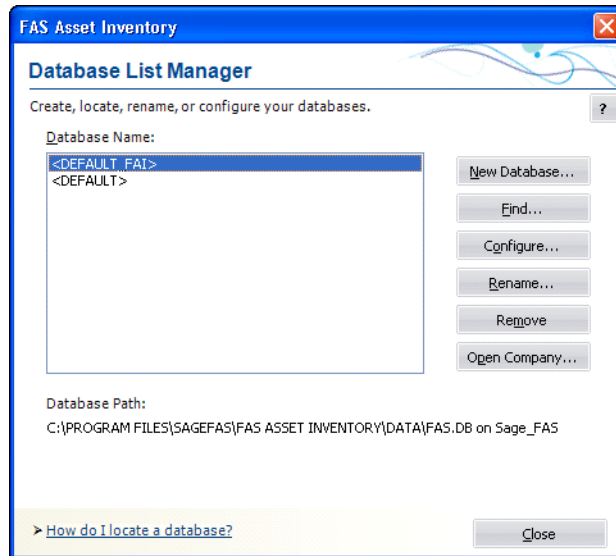 FAS Asset Inventory
Database List Manager
Create, locate, rename, or configure your databases.
?
Database Name:
<DEFAULT_FAI>
<DEFAULT>
New Database...
Find...
Configure...
Rename...
Remove
Open Company...
Database Path:
C:\PROGRAM FILES\SAGEFAS\FAS ASSET INVENTORY\DATA\FAS.DB on Sage_FAS
➤ How do I locate a database?
Close